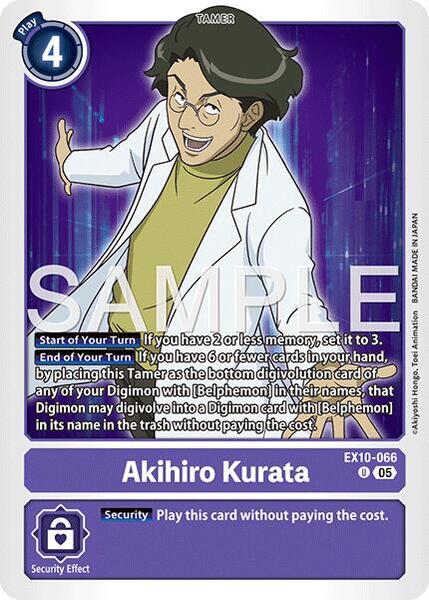 TAMER
Play
4
SAMPLE
Start of Your Turn If you have 2 or less memory, set it to 3.
End of Your Turn If you have 6 or fewer cards in your hand,
by placing this Tamer as the bottom digivolution card of
any of your Digimon with [Belphemon] in their names, that
Digimon may digivolve into a Digimon card with [Belphemon]
in its name in the trash without paying the cost.
©Akiyoshi Hongo, Toei Animation BANDAI MADE IN JAPAN
Akihiro Kurata
EX10-066
U 05
Security Play this card without paying the cost.
Security Effect